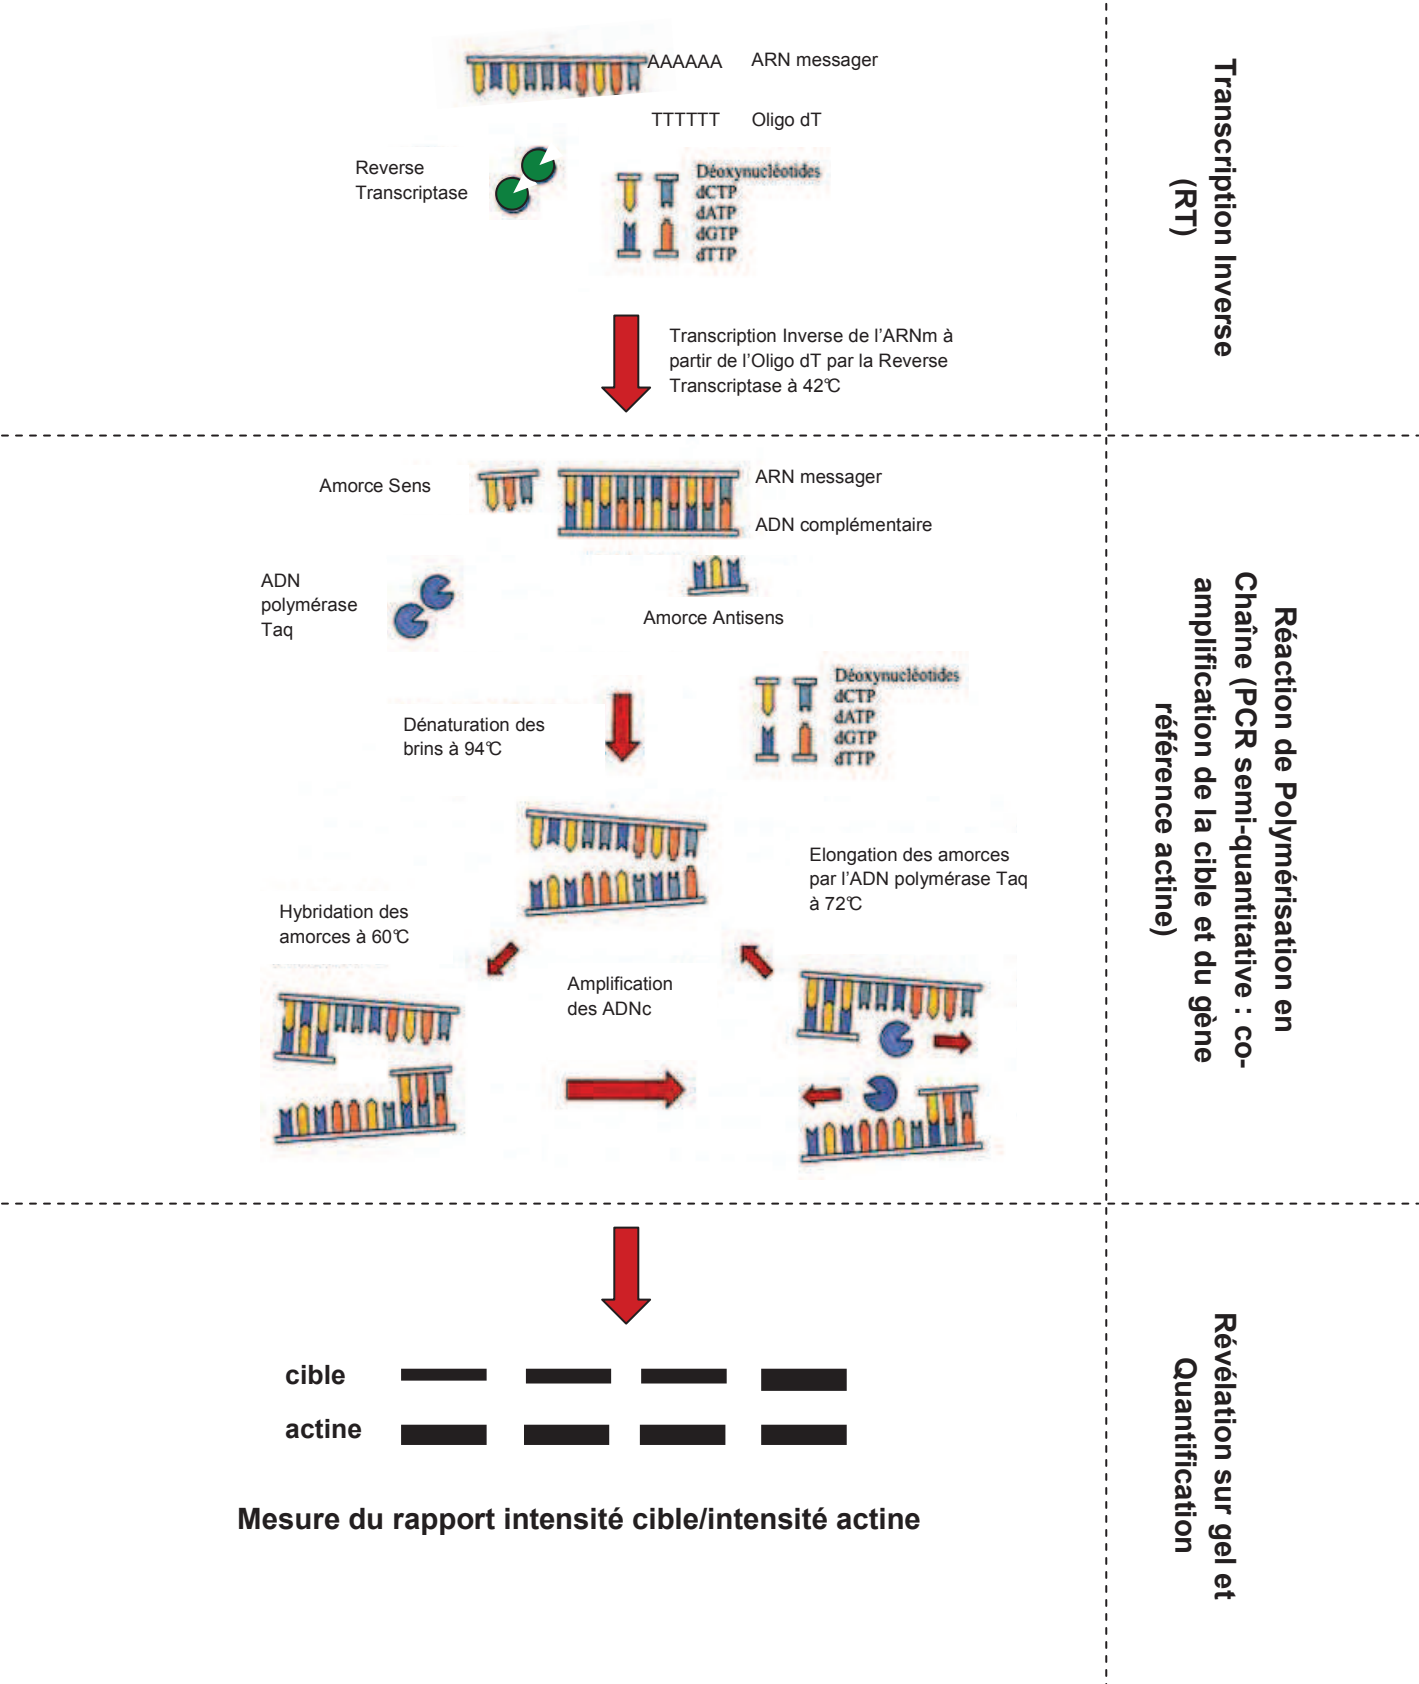 AAAAAA
ARN messager
TTTTTT
Oligo dT
Reverse
Transcriptase
Déoxynucléotides
dCTP
dATP
dGTP
dTTP
Transcription Inverse de l'ARNm à
partir de l'Oligo dT par la Reverse
Transcriptase à 42°C
Transcription Inverse
(RT)
Amorce Sens
ARN messager
ADN complémentaire
ADN
polymérase
Taq
Amorce Antisens
Déoxynucléotides
dCTP
dATP
dGTP
dTTP
Dénaturation des
brins à 94°C
Elongation des amorces
par l'ADN polymérase Taq
à 72°C
Hybridation des
amorces à 60°C
Amplification
des ADNc
Réaction de Polymérisation en
Chaîne (PCR semi-quantitative : co-
amplification de la cible et du gène
référence actine)
cible
actine
Mesure du rapport intensité cible/intensité actine
Révélation sur gel et
Quantification